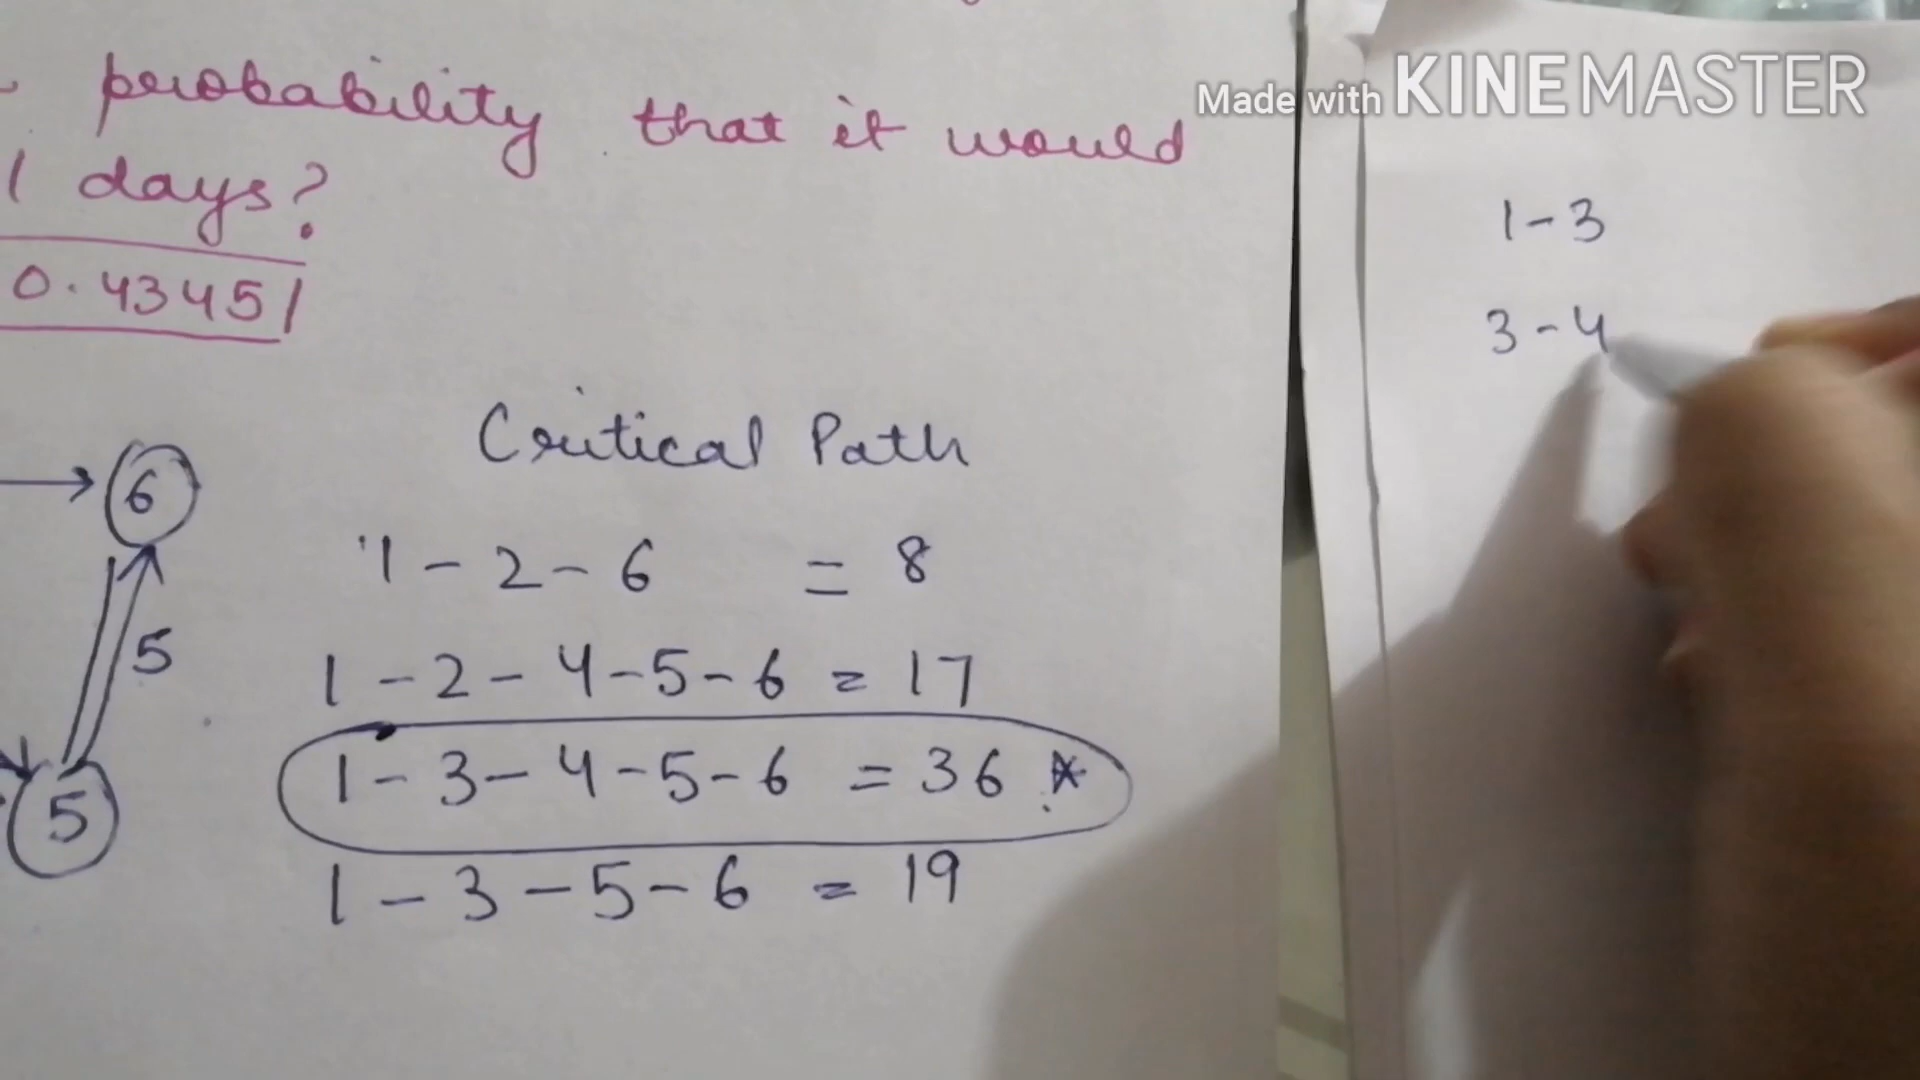 probability that it would
1 days?
0.43451
Critical Path
1 - 2 - 6 = 8
1 - 2 - 4 - 5 - 6 = 17
1 - 3 - 4 - 5 - 6 = 36 *
1 - 3 - 5 - 6 = 19
6
5
5
Made with KINEMASTER
1 - 3
3 - 4